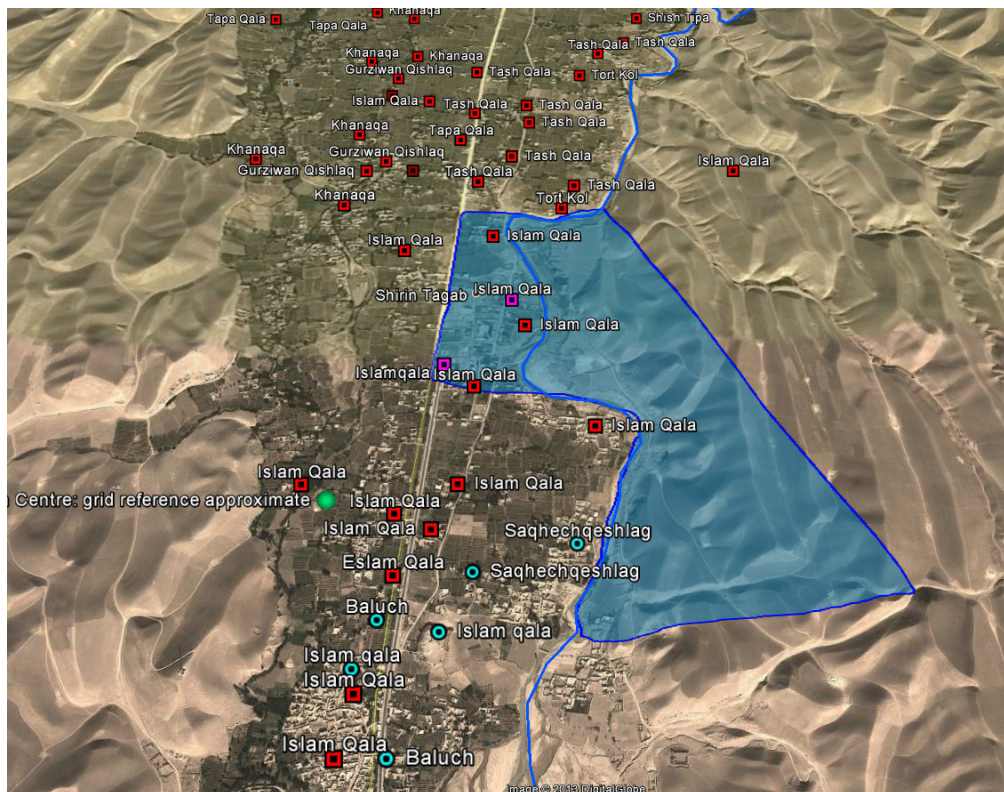 Khanaqa
Tapa Qala
Tapa Qala
Shish Tipa
Tash Qala
Tash Qala
Khanaqa
Khanaqa
Gurziwan Qishlaq
Tash Qala
Tort Kol
Islam Qala
Tash Qala
Tash Qala
Tash Qala
Khanaqa
Tapa Qala
Khanaqa
Gurziwan Qishlaq
Tash Qala
Islam Qala
Gurziwan Qishlaq
Tash Qala
Tash Qala
Khanaqa
Tort Kol
Islam Qala
Islam Qala
Shirin Tagab
Islam Qala
Islam Qala
Islamqala
Islam Qala
Islam Qala
Islam Qala
Islam Qala
Centre: grid reference approximate
Islam Qala
Islam Qala
Saqhechqeshlag
Eslam Qala
Saqhechqeshlag
Baluch
Islam qala
Islam qala
Islam Qala
Islam Qala
Baluch
Image © 2013 DigitalGlobe